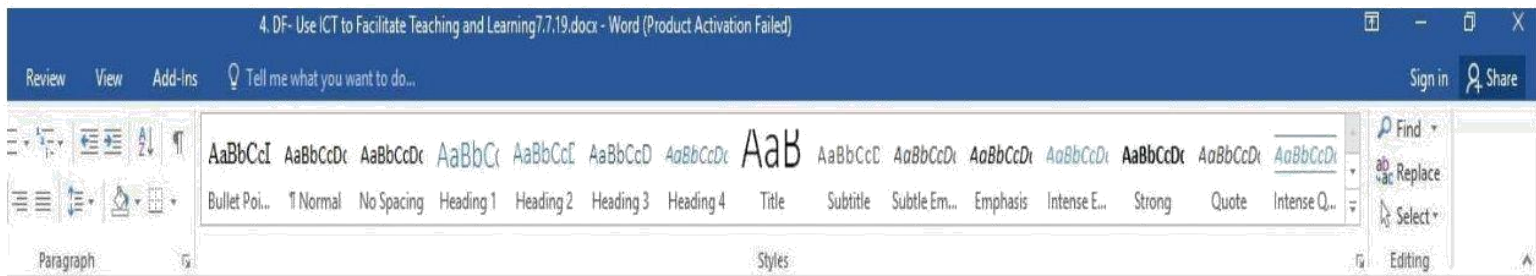 4. DF- Use ICT to Facilitate Teaching and Learning7.7.19.docx - Word (Product Activation Failed)
Review View Add-Ins Tell me what you want to do... Sign in Share
AaBbCcI AaBbCcDc AaBbCcDc AaBbCc AaBbCcE AaBbCcD AaBbCcDc AaB AaBbCcD AaBbCcDc AaBbCcDc AaBbCcDc AaBbCcDc AaBbCcDc AaBbCcDc Find
Bullet Poi... ¶ Normal No Spacing Heading 1 Heading 2 Heading 3 Heading 4 Title Subtitle Subtle Em... Emphasis Intense E... Strong Quote Intense Q... Replace
Select
Paragraph Styles Editing